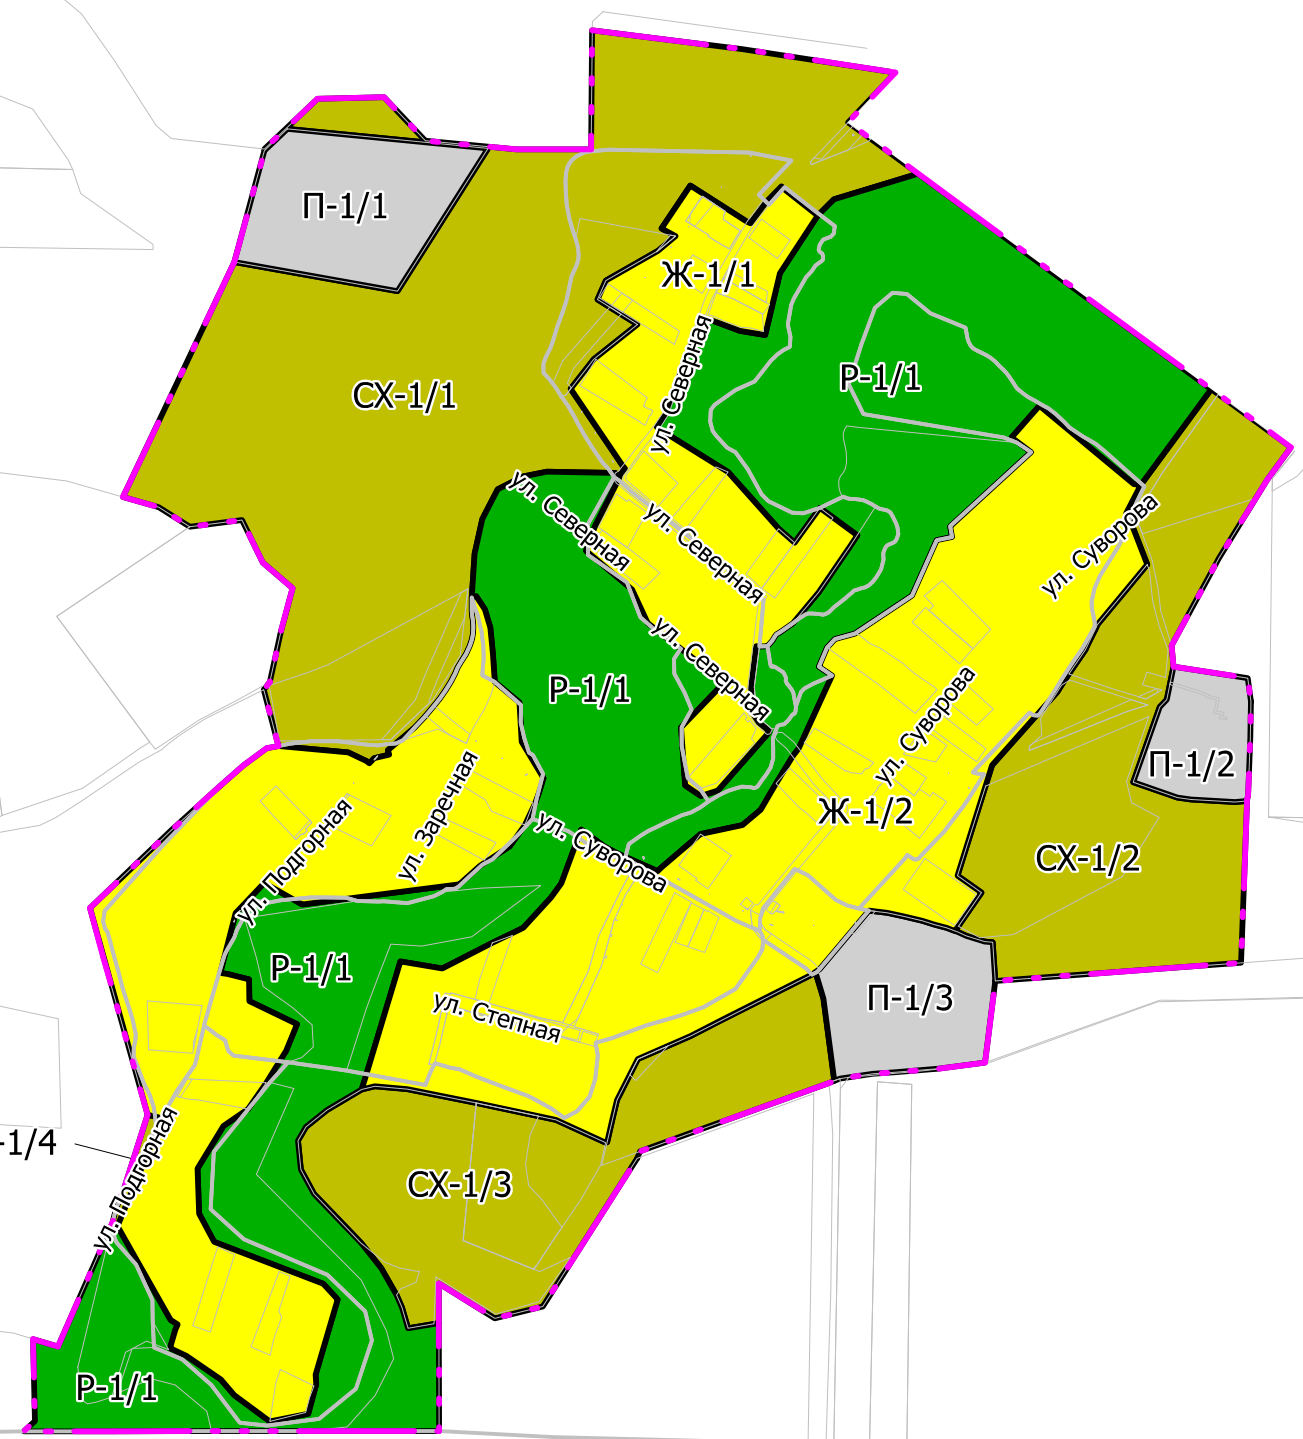 П-1/1
Ж-1/1
СХ-1/1
Р-1/1
ул. Северная
ул. Северная
ул. Северная
ул. Суворова
ул. Северная
Р-1/1
ул. Суворова
П-1/2
Ж-1/2
ул. Заречная
ул. Подгорная
ул. Суворова
СХ-1/2
Р-1/1
П-1/3
ул. Степная
-1/4
ул. Подгорная
СХ-1/3
Р-1/1